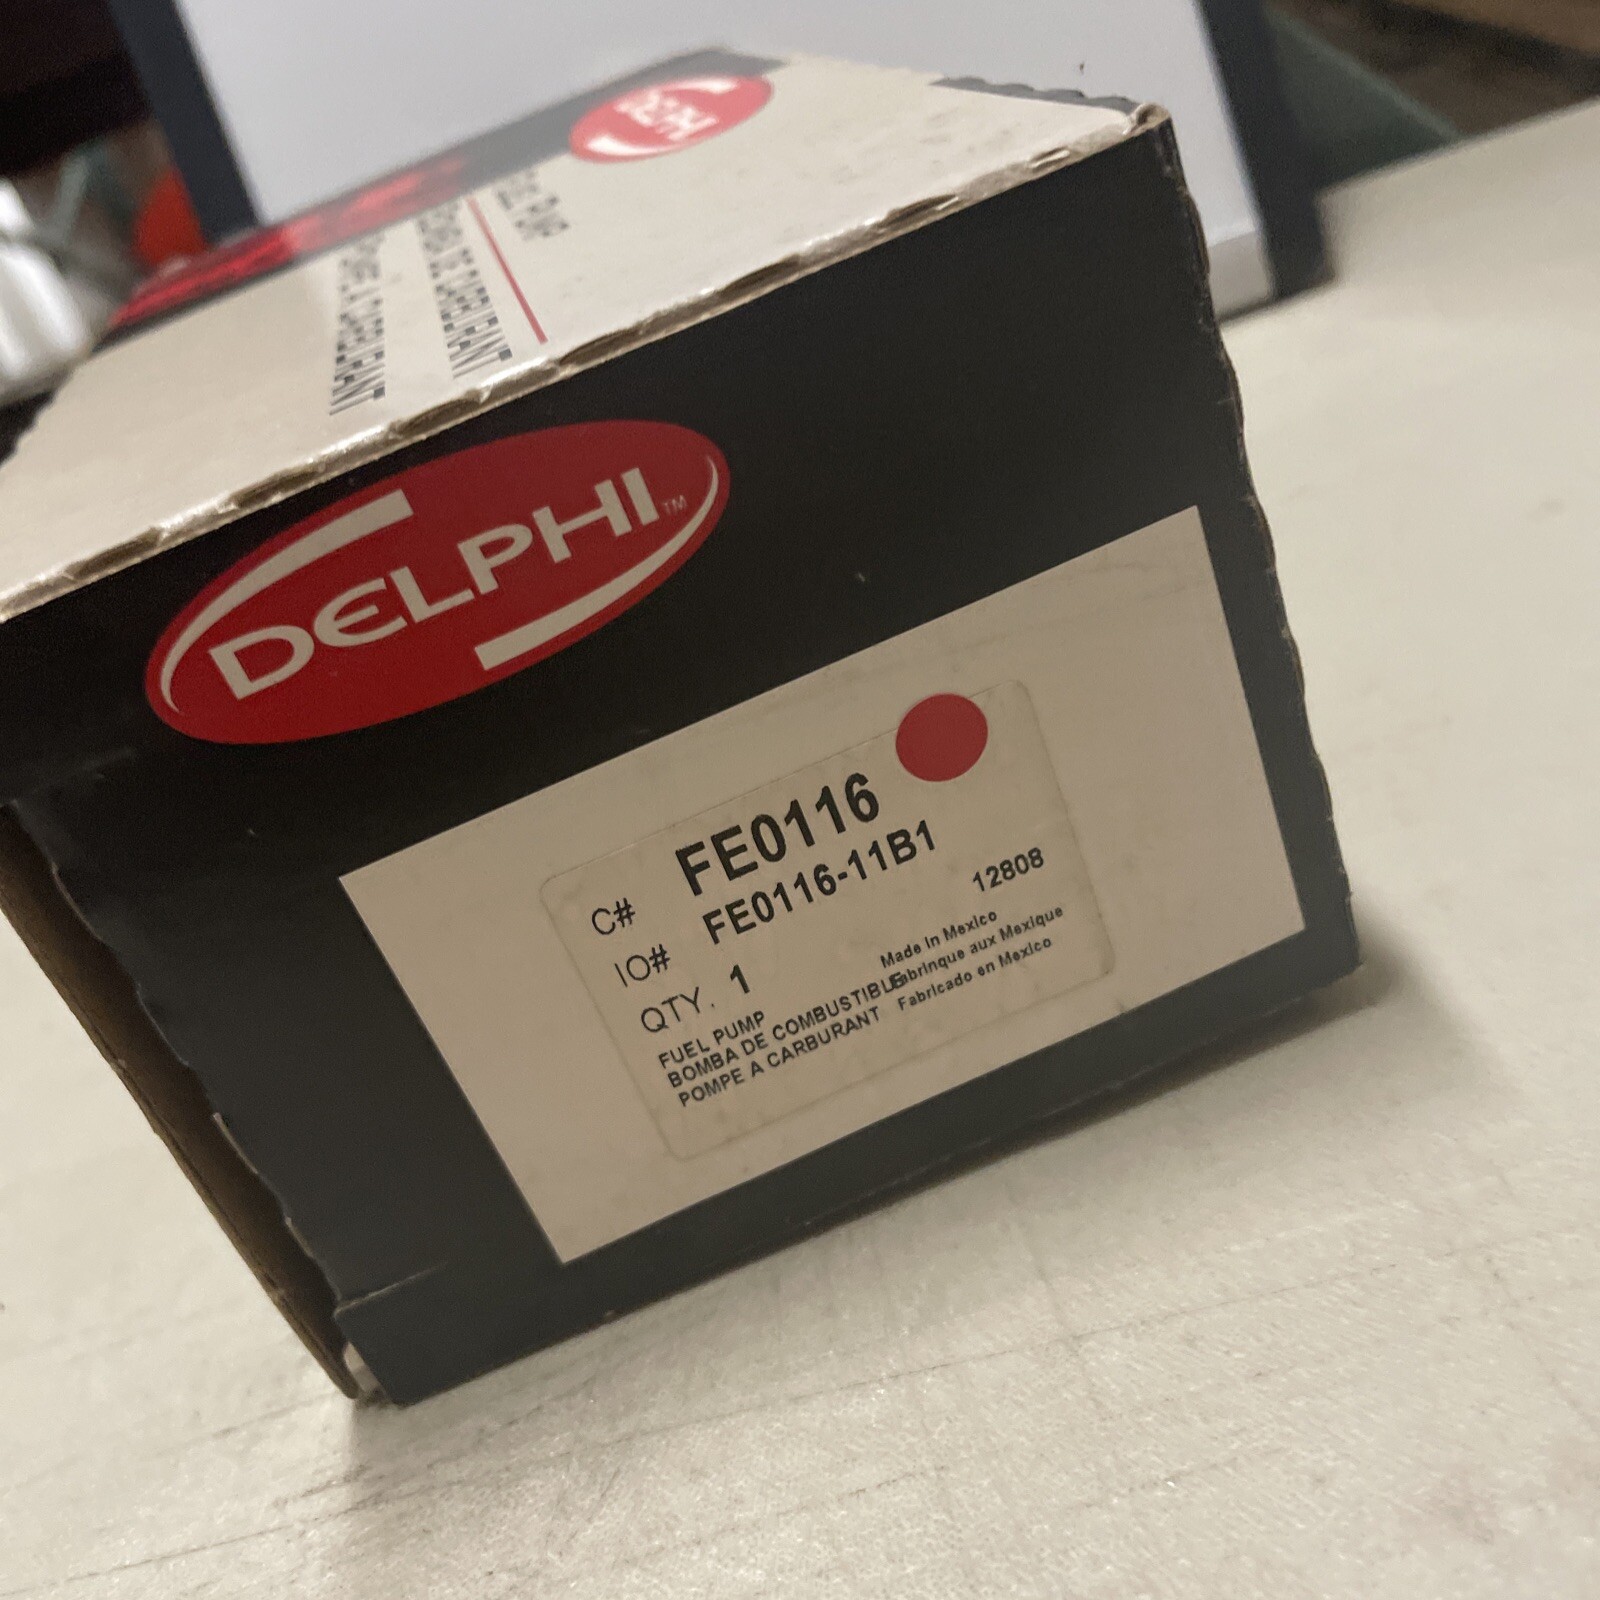 DELPHI
DELPHI™
C# FE0116
IO# FE0116-11B1
12808
QTY. 1
Made in Mexico
Fabrinque aux Mexique
Fabricado en Mexico
FUEL PUMP
BOMBA DE COMBUSTIBLE
POMPE A CARBURANT